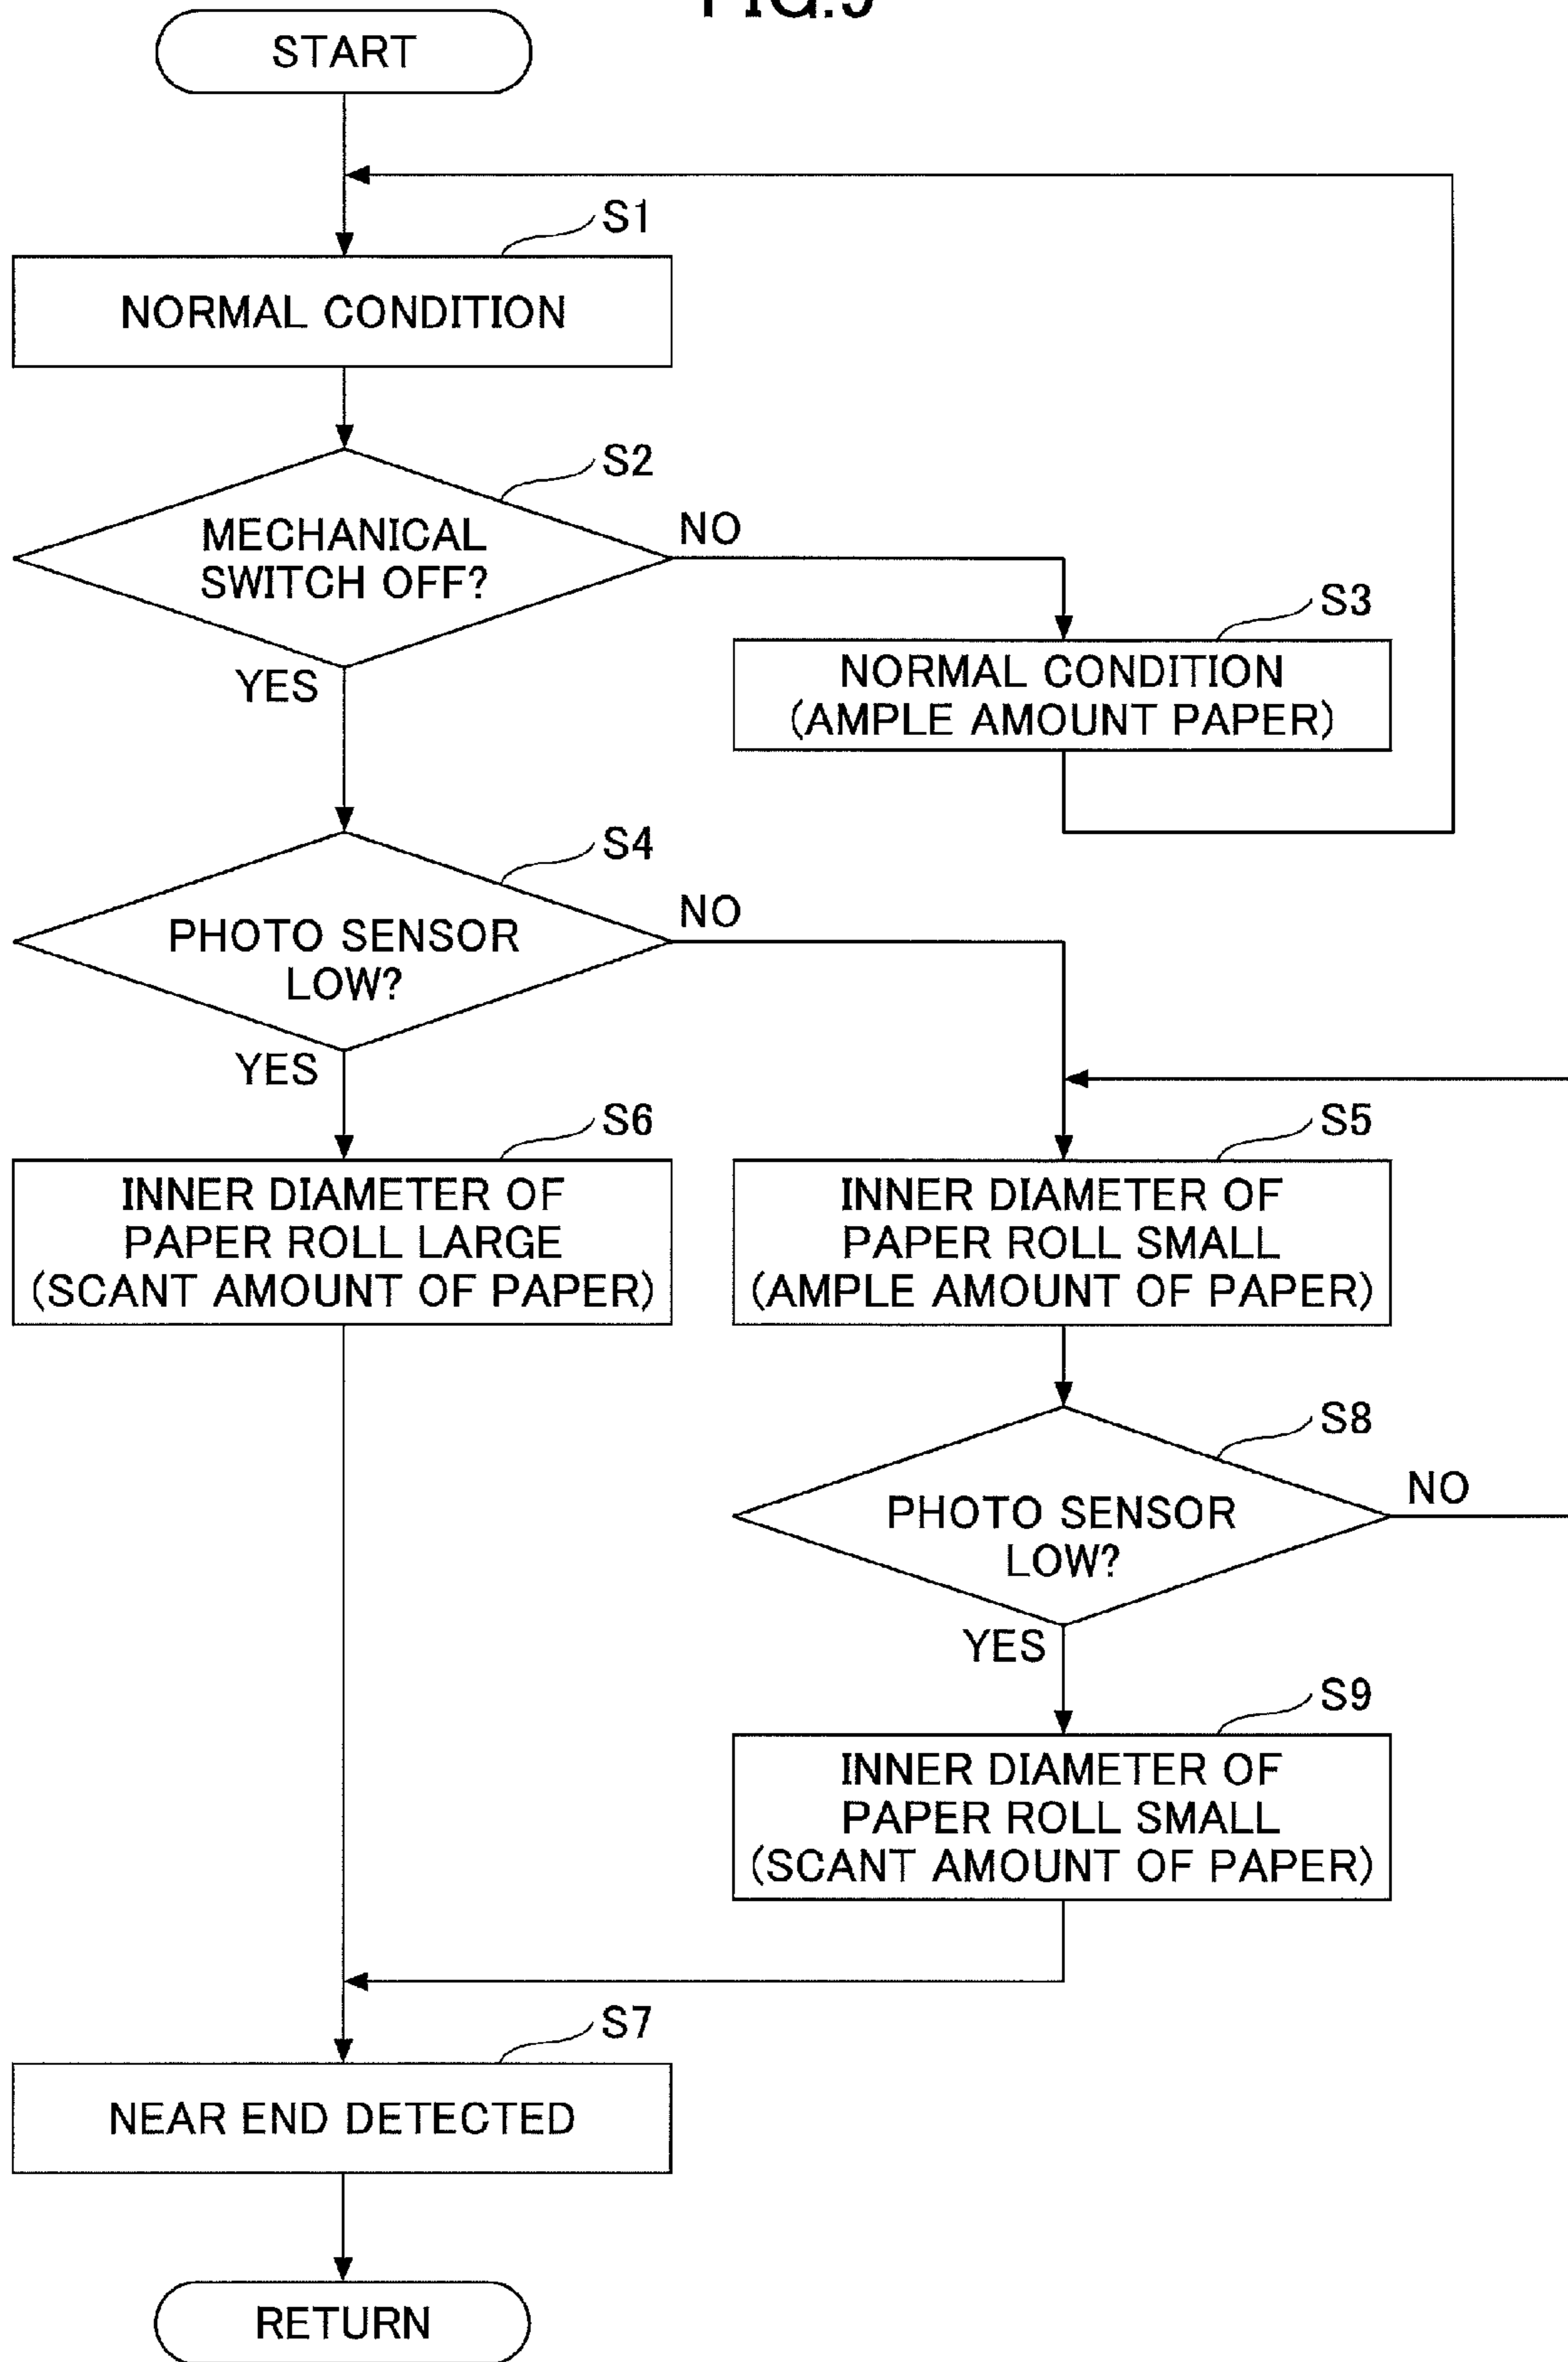 FIG.9
START
S1
NORMAL CONDITION
S2
MECHANICAL
SWITCH OFF?
NO
YES
S3
NORMAL CONDITION
(AMPLE AMOUNT PAPER)
S4
PHOTO SENSOR
LOW?
NO
YES
S6
INNER DIAMETER OF
PAPER ROLL LARGE
(SCANT AMOUNT OF PAPER)
S5
INNER DIAMETER OF
PAPER ROLL SMALL
(AMPLE AMOUNT OF PAPER)
S8
PHOTO SENSOR
LOW?
NO
YES
S9
INNER DIAMETER OF
PAPER ROLL SMALL
(SCANT AMOUNT OF PAPER)
S7
NEAR END DETECTED
RETURN